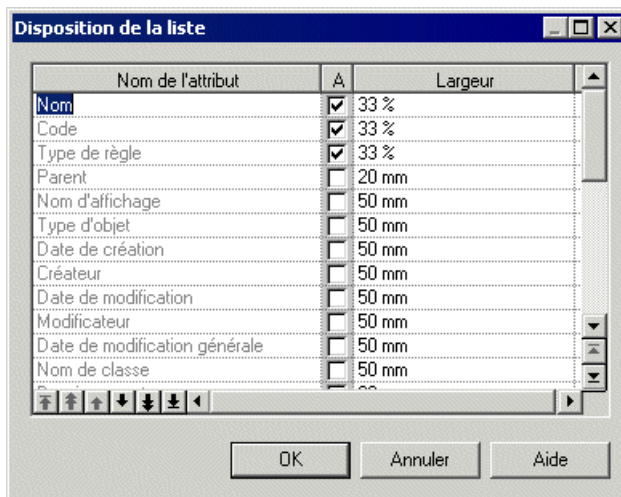 Disposition de la liste
Nom de l'attribut A Largeur
Nom 33 %
Code 33 %
Type de règle 33 %
Parent 20 mm
Nom d'affichage 50 mm
Type d'objet 50 mm
Date de création 50 mm
Créateur 50 mm
Date de modification 50 mm
Modificateur 50 mm
Date de modification générale 50 mm
Nom de classe 50 mm
OK Annuler Aide